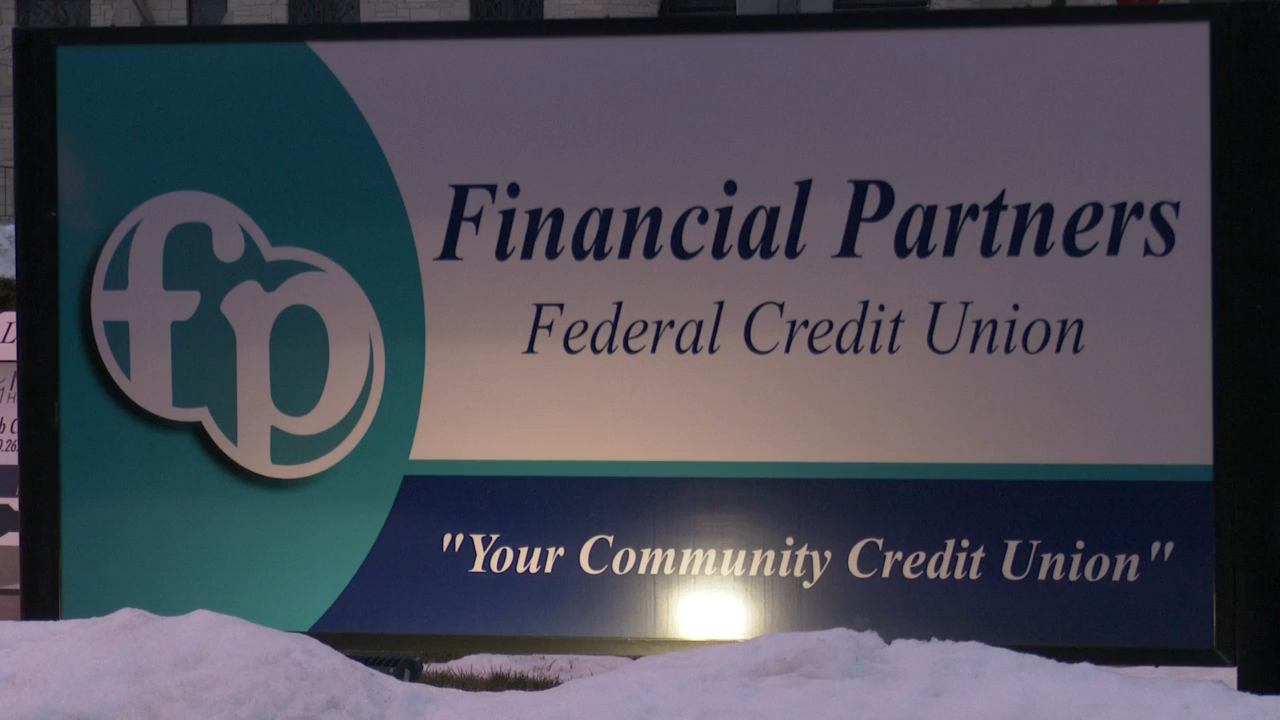 fp
Financial Partners
Federal Credit Union
"Your Community Credit Union"